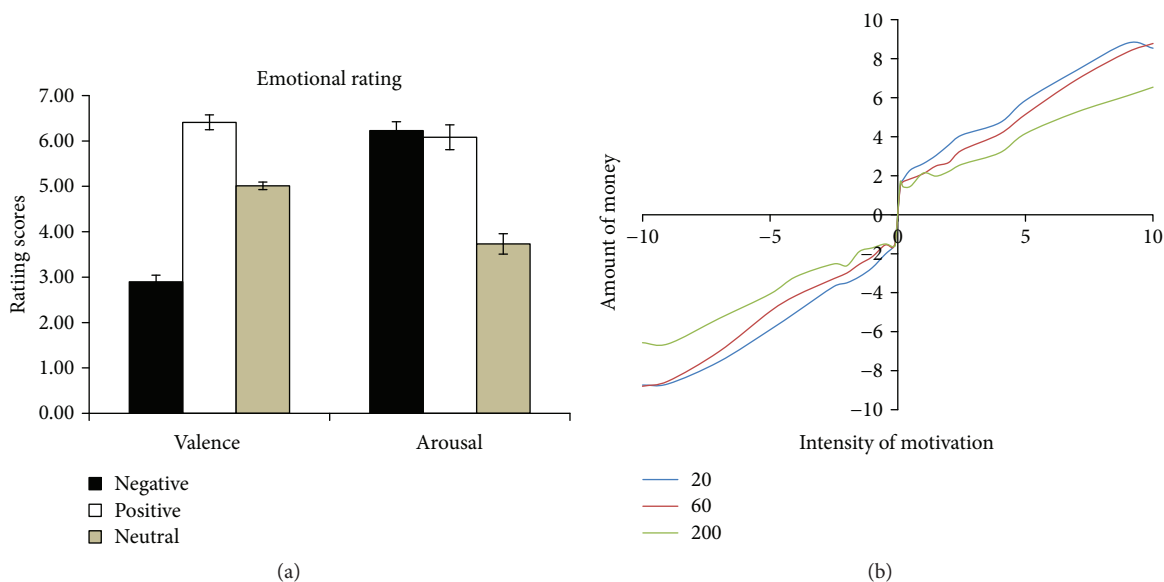 Emotional rating
7.00
6.00
5.00
4.00
3.00
2.00
1.00
0.00
Ratiing scores
Valence
Arousal
Negative
Positive
Neutral
(a)
10
8
6
4
2
0
−2
−4
−6
−8
−10
−10
−5
0
5
10
Amount of money
Intensity of motivation
20
60
200
(b)